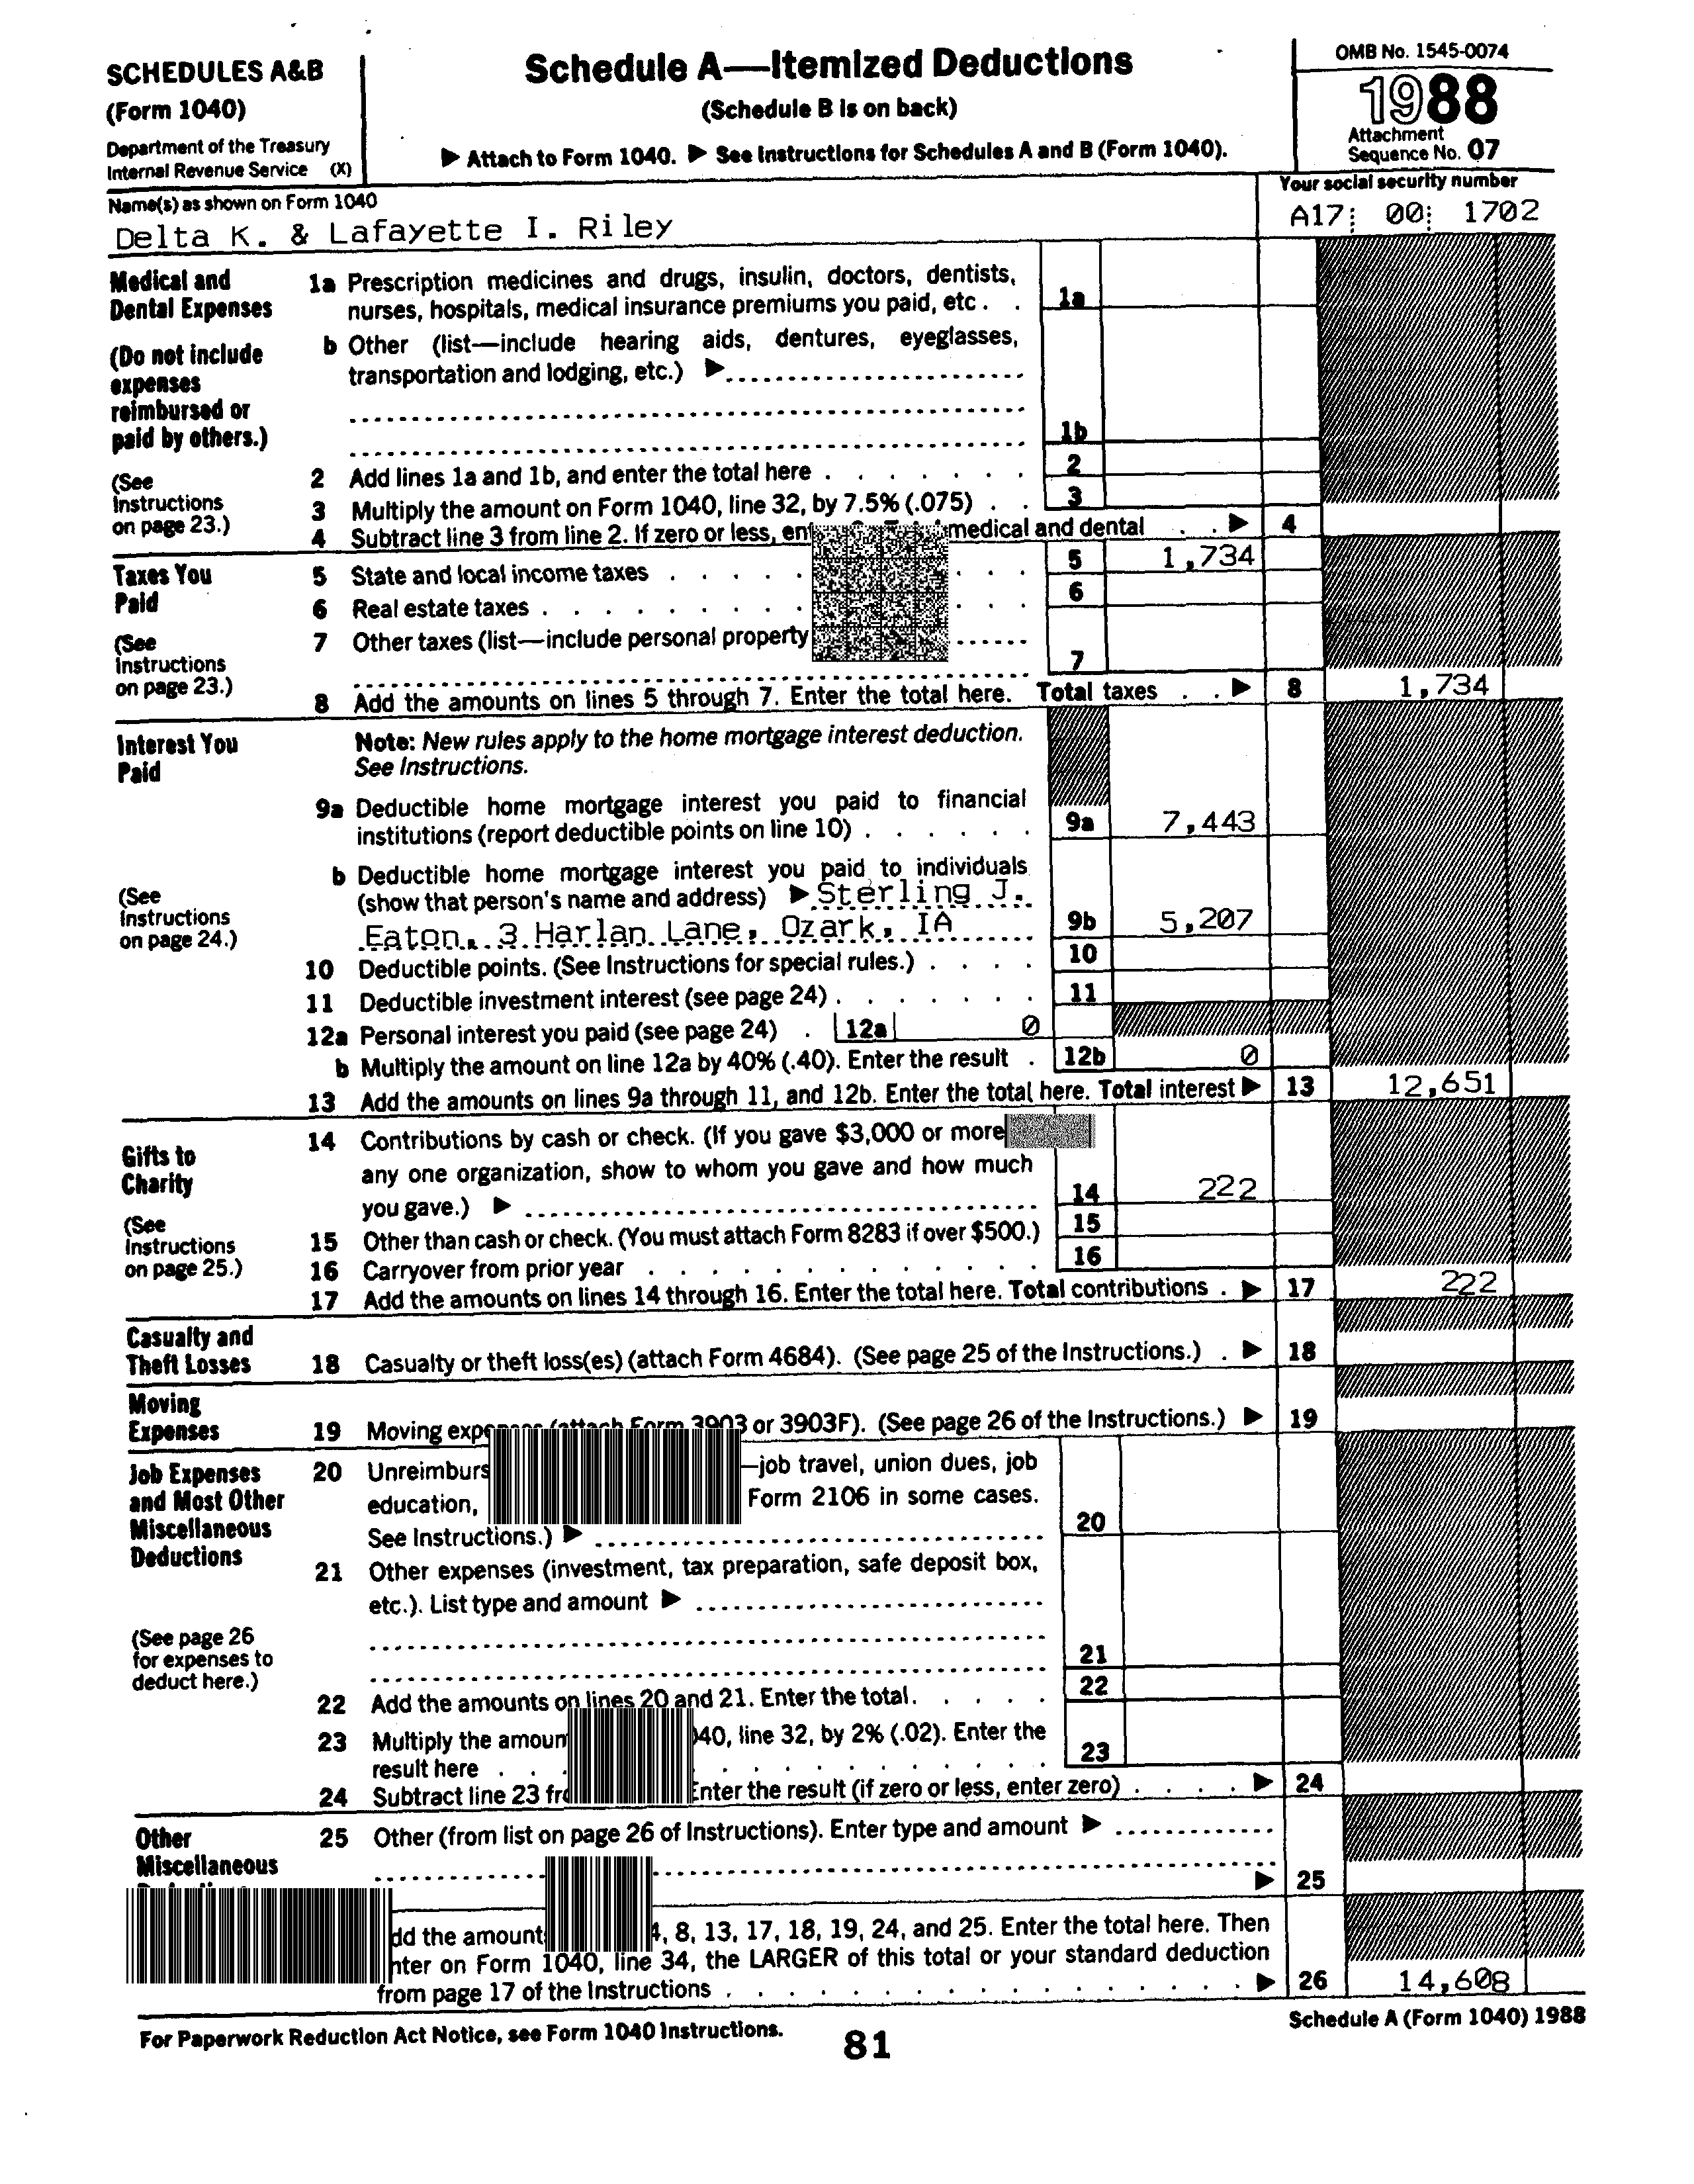 SCHEDULES A&B
(Form 1040)
Department of the Treasury
Internal Revenue Service (X)
Schedule A—Itemized Deductions
(Schedule B is on back)
▶ Attach to Form 1040. ▶ See Instructions for Schedules A and B (Form 1040).
OMB No. 1545-0074
1988
Attachment
Sequence No. 07
Name(s) as shown on Form 1040
Delta K. & Lafayette I. Riley
Your social security number
A17 00 1702
Medical and
Dental Expenses
(Do not include
expenses
reimbursed or
paid by others.)
(See
Instructions
on page 23.)
1a Prescription medicines and drugs, insulin, doctors, dentists,
nurses, hospitals, medical insurance premiums you paid, etc . . 1a
b Other (list—include hearing aids, dentures, eyeglasses,
transportation and lodging, etc.) ▶
1b
2 Add lines 1a and 1b, and enter the total here . . . . . . . 2
3 Multiply the amount on Form 1040, line 32, by 7.5% (.075) . . 3
4 Subtract line 3 from line 2. If zero or less, medical and dental . . ▶ 4
Taxes You
Paid
(See
Instructions
on page 23.)
5 State and local income taxes . . . . . . . . 5 1,734
6 Real estate taxes . . . . . . . . . . . 6
7 Other taxes (list—include personal property
7
8 Add the amounts on lines 5 through 7. Enter the total here. Total taxes . . ▶ 8 1,734
Interest You
Paid
(See
Instructions
on page 24.)
Note: New rules apply to the home mortgage interest deduction.
See Instructions.
9a Deductible home mortgage interest you paid to financial
institutions (report deductible points on line 10) . . . . . . 9a 7,443
b Deductible home mortgage interest you paid to individuals
(show that person's name and address) ▶ Sterling J.
Eaton, 3 Harlan Lane, Ozark, IA 9b 5,207
10 Deductible points. (See Instructions for special rules.) . . . . 10
11 Deductible investment interest (see page 24) . . . . . . . 11
12a Personal interest you paid (see page 24) . 12a 0
b Multiply the amount on line 12a by 40% (.40). Enter the result . 12b 0
13 Add the amounts on lines 9a through 11, and 12b. Enter the total here. Total interest ▶ 13 12,651
Gifts to
Charity
(See
Instructions
on page 25.)
14 Contributions by cash or check. (If you gave $3,000 or more
any one organization, show to whom you gave and how much
you gave.) ▶ 14 222
15 Other than cash or check. (You must attach Form 8283 if over $500.) 15
16 Carryover from prior year . . . . . . . . . . . . 16
17 Add the amounts on lines 14 through 16. Enter the total here. Total contributions . ▶ 17 222
Casualty and
Theft Losses
18 Casualty or theft loss(es) (attach Form 4684). (See page 25 of the Instructions.) . ▶ 18
Moving
Expenses
19 Moving expenses (attach Form 3903 or 3903F). (See page 26 of the Instructions.) ▶ 19
Job Expenses
and Most Other
Miscellaneous
Deductions
(See page 26
for expenses to
deduct here.)
20 —job travel, union dues, job
education, Form 2106 in some cases.
See Instructions.) ▶ 20
21 Other expenses (investment, tax preparation, safe deposit box,
etc.). List type and amount ▶
21
22 Add the amounts on lines 20 and 21. Enter the total. . . . . 22
23 Multiply the line 32, by 2% (.02). Enter the
result here . . . . . . . . . . . . . 23
24 Subtract line 23 Enter the result (if zero or less, enter zero) . . . . ▶ 24
Other
Miscellaneous
25 Other (from list on page 26 of Instructions). Enter type and amount ▶
▶ 25
the 8, 13, 17, 18, 19, 24, and 25. Enter the total here. Then
on Form 1040, line 34, the LARGER of this total or your standard deduction
from page 17 of the Instructions . . . . . . . . . . . . . . . . ▶ 26 14,608
For Paperwork Reduction Act Notice, see Form 1040 Instructions.
81
Schedule A (Form 1040) 1988